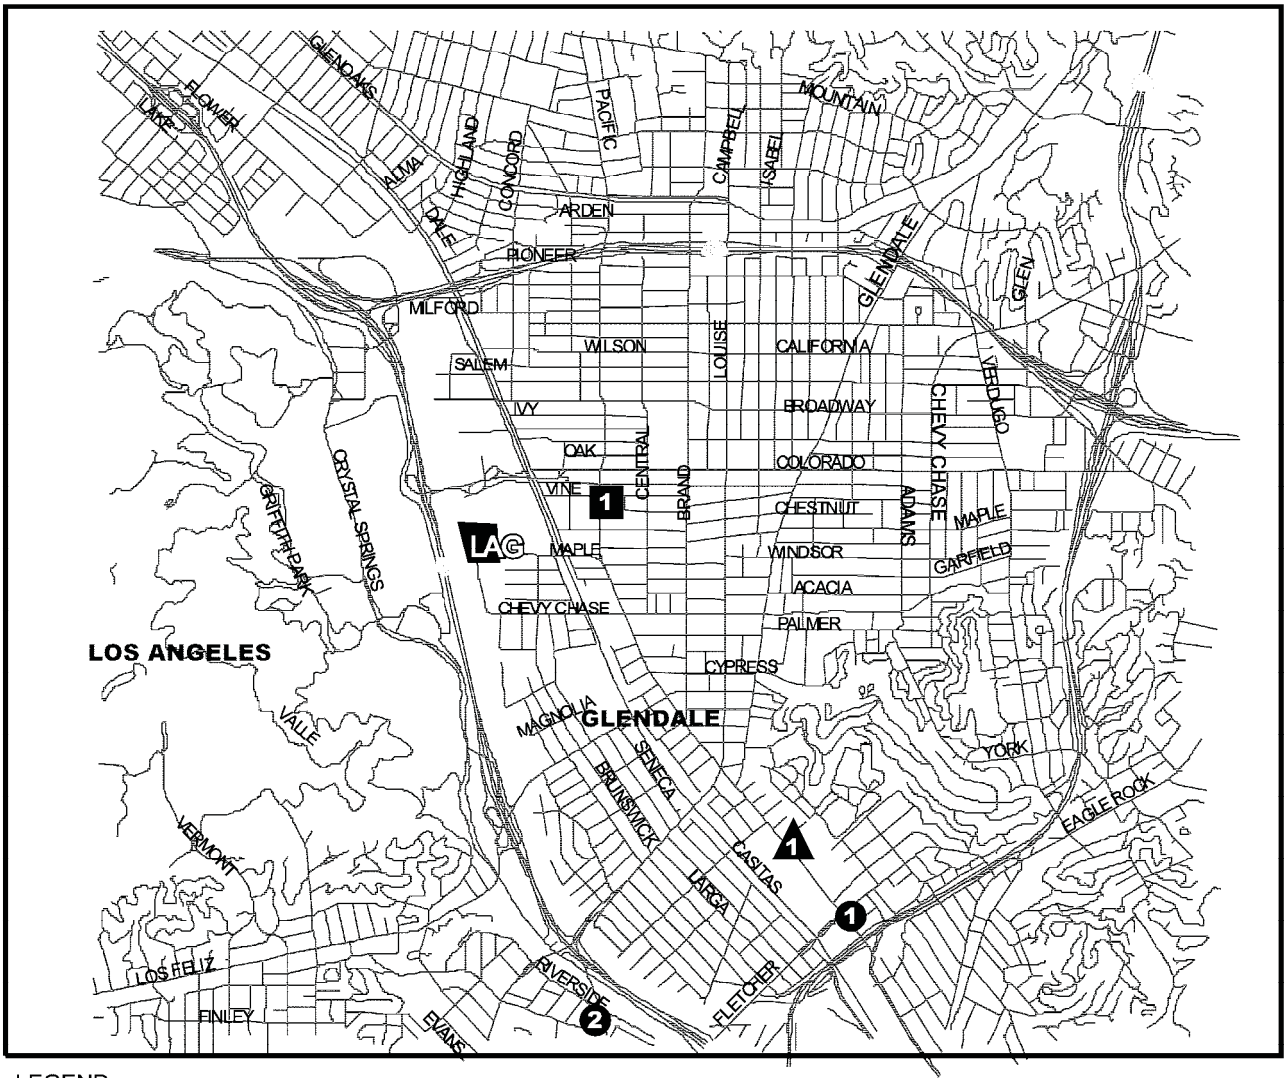 GLENOAKS
FLOWER
LAKE
ALMA
HIGHLAND
CONCORD
DALE
PACIFIC
CAMPBELL
ISABEL
MOUNTAIN
ARDEN
PIONEER
GLENDALE
GLEN
MILFORD
WILSON
LOUISE
CALIFORNIA
SALEM
VERDUGO
IVY
BROADWAY
CHEVY CHASE
OAK
CENTRAL
BRAND
COLORADO
CRYSTAL SPRINGS
GRIFFITH PARK
VINE
1
CHESTNUT
ADAMS
MAPLE
LAG
MAPLE
WINDSOR
GARFIELD
ACACIA
CHEVY CHASE
PALMER
LOS ANGELES
CYPRESS
MAGNOLIA
GLENDALE
VALLE
SENECA
YORK
BRUNSWICK
EAGLE ROCK
VERMONT
1
CASITAS
LARGA
1
LOS FELIZ
RIVERSIDE
FLETCHER
FINLEY
EVANS
2
LEGEND